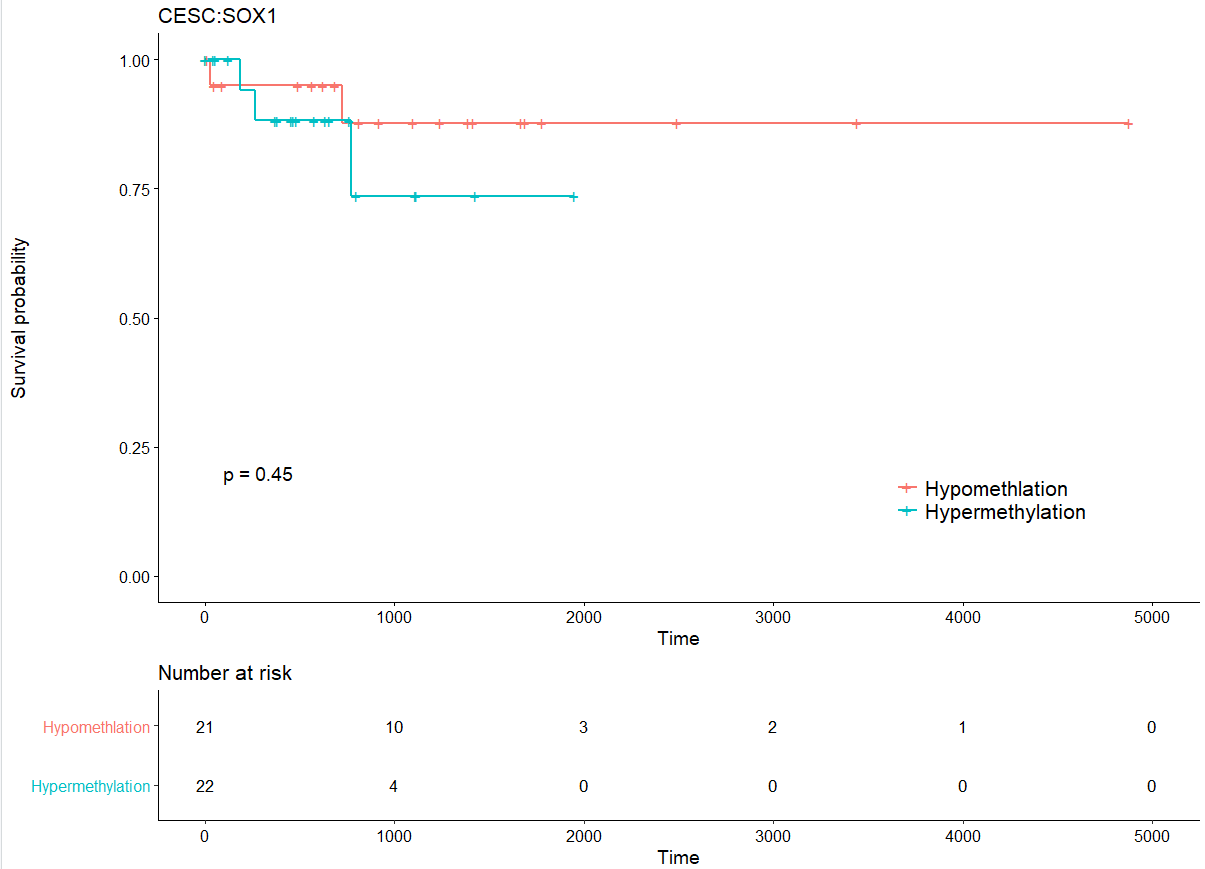 CESC:SOX1
1.00
0.75
0.50
0.25
0.00
Survival probability
p = 0.45
Hypomethlation
Hypermethylation
0 1000 2000 3000 4000 5000
Time
Number at risk
Hypomethlation 21 10 3 2 1 0
Hypermethylation 22 4 0 0 0 0
0 1000 2000 3000 4000 5000
Time